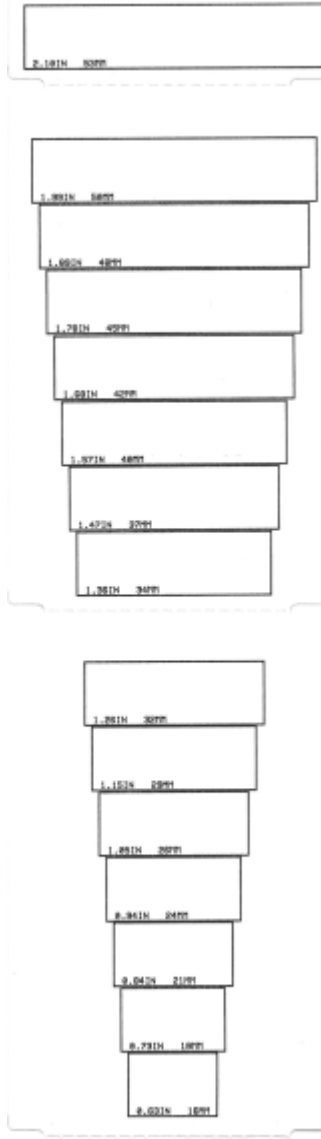 2.10IN 53MM
1.99IN 50MM
1.89IN 48MM
1.78IN 45MM
1.68IN 42MM
1.57IN 40MM
1.47IN 37MM
1.36IN 34MM
1.26IN 32MM
1.15IN 29MM
1.05IN 26MM
0.94IN 24MM
0.84IN 21MM
0.73IN 18MM
0.63IN 16MM